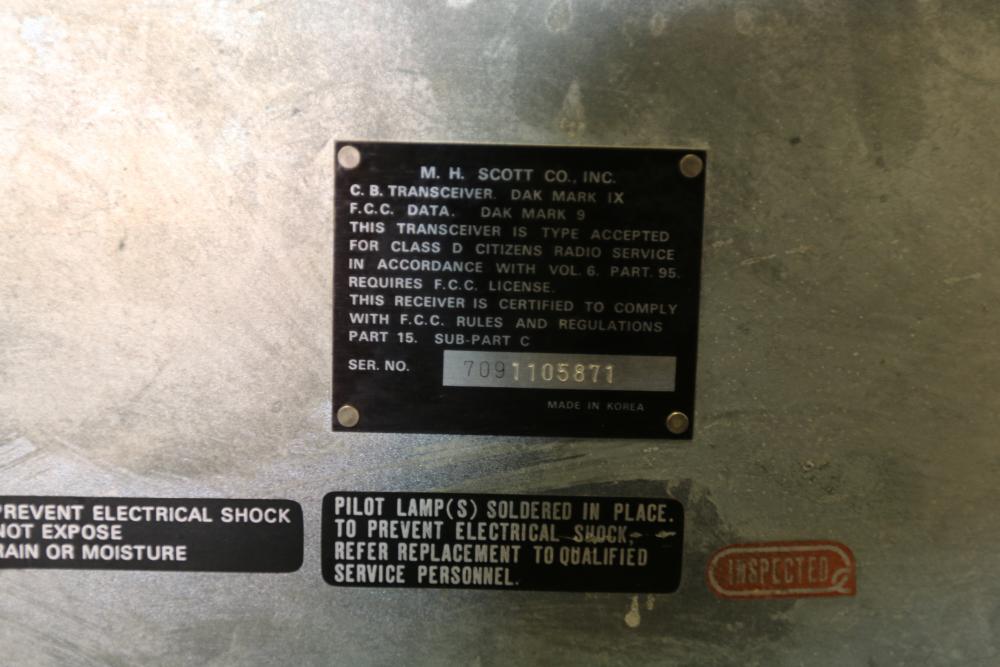 M. H. SCOTT CO., INC.
C. B. TRANSCEIVER. DAK MARK IX
F.C.C. DATA. DAK MARK 9
THIS TRANSCEIVER IS TYPE ACCEPTED
FOR CLASS D CITIZENS RADIO SERVICE
IN ACCORDANCE WITH VOL. 6. PART. 95.
REQUIRES F.C.C. LICENSE.
THIS RECEIVER IS CERTIFIED TO COMPLY
WITH F.C.C. RULES AND REGULATIONS
PART 15. SUB-PART C
SER. NO. 7091105871
MADE IN KOREA
PREVENT ELECTRICAL SHOCK
NOT EXPOSE
RAIN OR MOISTURE
PILOT LAMP(S) SOLDERED IN PLACE.
TO PREVENT ELECTRICAL SHOCK,
REFER REPLACEMENT TO QUALIFIED
SERVICE PERSONNEL.
INSPECTED